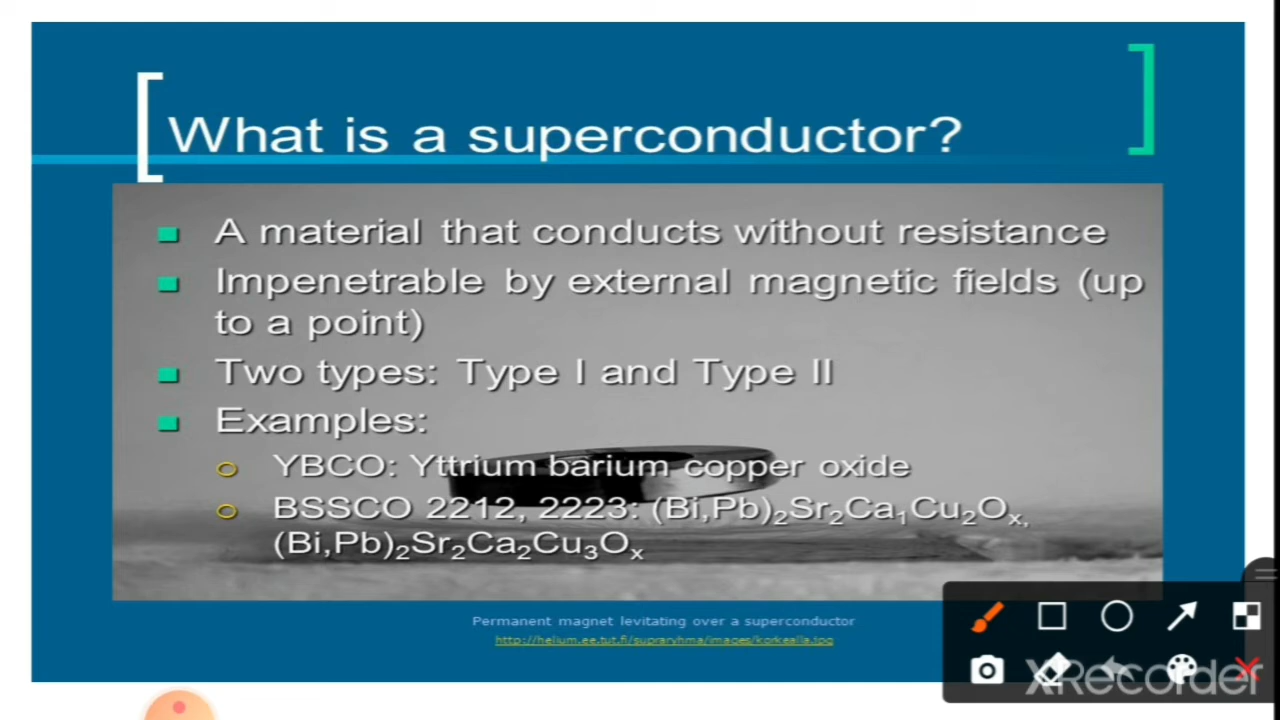 What is a superconductor?
A material that conducts without resistance
Impenetrable by external magnetic fields (up
to a point)
Two types: Type I and Type II
Examples:
YBCO: Yttrium barium copper oxide
BSSCO 2212, 2223: (Bi,Pb)₂Sr₂Ca₁Cu₂Oₓ,
(Bi,Pb)₂Sr₂Ca₂Cu₃Oₓ
Permanent magnet levitating over a superconductor
http://helium.ee.tut.fi/supraryhma/images/korkealla.jpg
XRecorder